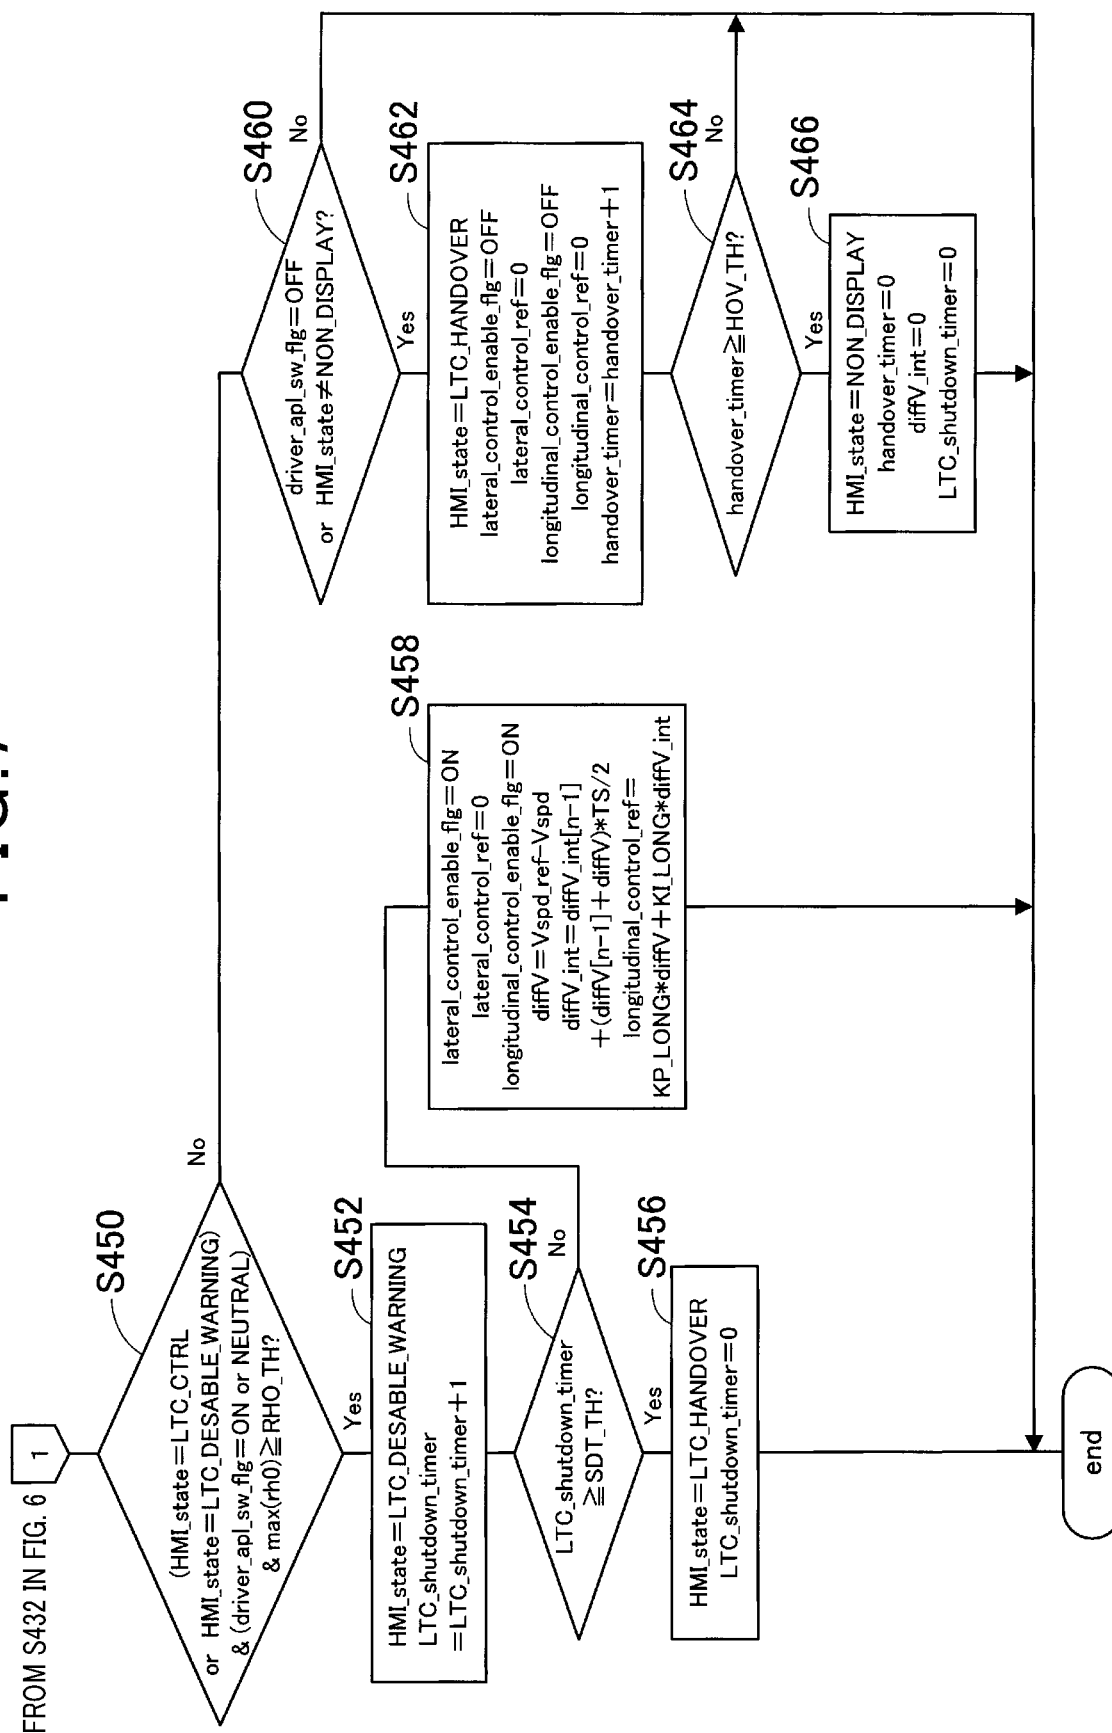 FIG.7
FROM S432 IN FIG. 6
1
S450
(HMI_state=LTC_CTRL
or HMI_state=LTC_DESABLE_WARNING)
& (driver_apl_sw_flg=ON or NEUTRAL)
& max(rh0)≧RHO_TH?
No
Yes
S452
HMI_state=LTC_DESABLE_WARNING
LTC_shutdown_timer
=LTC_shutdown_timer+1
S454
LTC_shutdown_timer
≧SDT_TH?
No
Yes
S456
HMI_state=LTC_HANDOVER
LTC_shutdown_timer=0
S458
lateral_control_enable_flg=ON
lateral_control_ref=0
longitudinal_control_enable_flg=ON
diffV=Vspd_ref-Vspd
diffV_int=diffV_int[n-1]
+(diffV[n-1]+diffV)*TS/2
longitudinal_control_ref=
KP_LONG*diffV+KI_LONG*diffV_int
S460
driver_apl_sw_flg=OFF
or HMI_state≠NON_DISPLAY?
No
Yes
S462
HMI_state=LTC_HANDOVER
lateral_control_enable_flg=OFF
lateral_control_ref=0
longitudinal_control_enable_flg=OFF
longitudinal_control_ref=0
handover_timer=handover_timer+1
S464
handover_timer≧HOV_TH?
No
Yes
S466
HMI_state=NON_DISPLAY
handover_timer=0
diffV_int=0
LTC_shutdown_timer=0
end